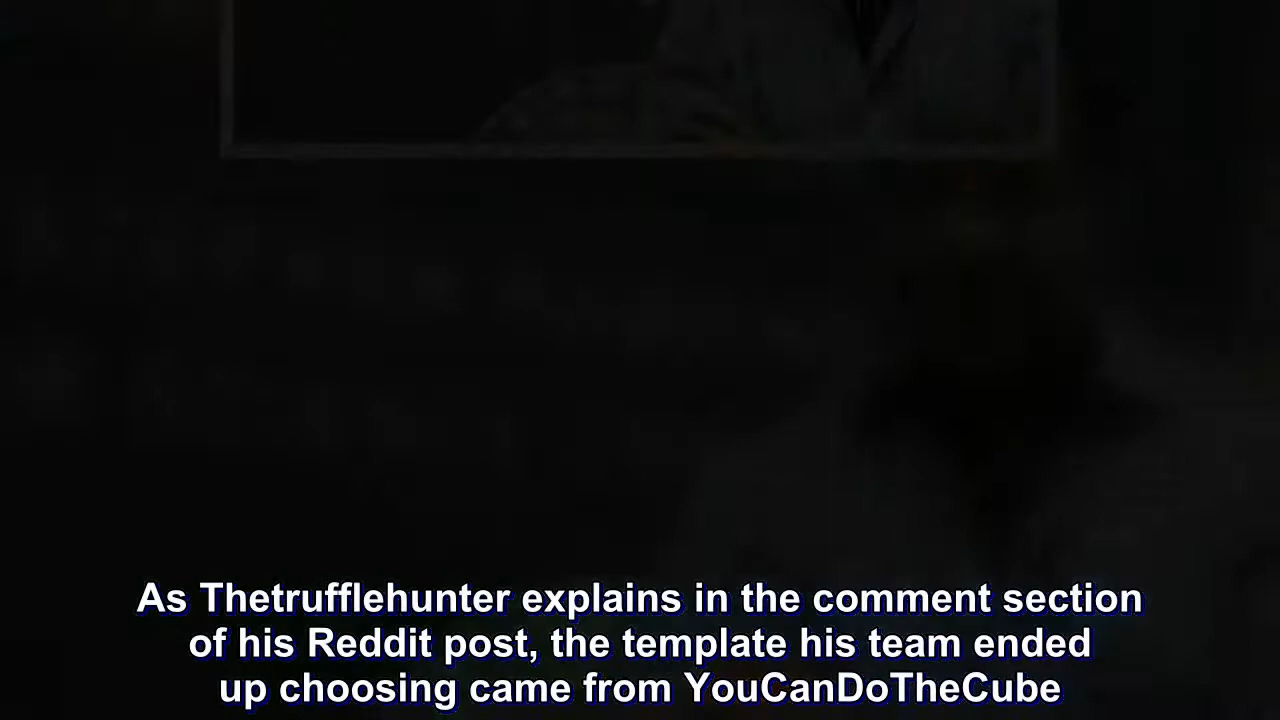 As Thetrufflehunter explains in the comment section
of his Reddit post, the template his team ended
up choosing came from YouCanDoTheCube